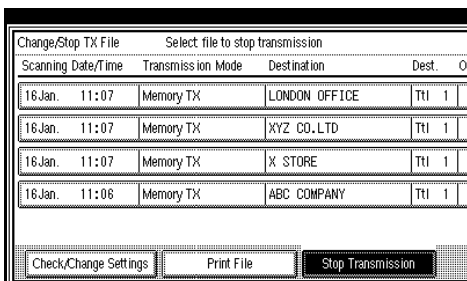 Change/Stop TX File Select file to stop transmission
Scanning Date/Time Transmission Mode Destination Dest.
16Jan. 11:07 Memory TX LONDON OFFICE Ttl 1
16Jan. 11:07 Memory TX XYZ CO.LTD Ttl 1
16Jan. 11:07 Memory TX X STORE Ttl 1
16Jan. 11:06 Memory TX ABC COMPANY Ttl 1
Check/Change Settings Print File Stop Transmission